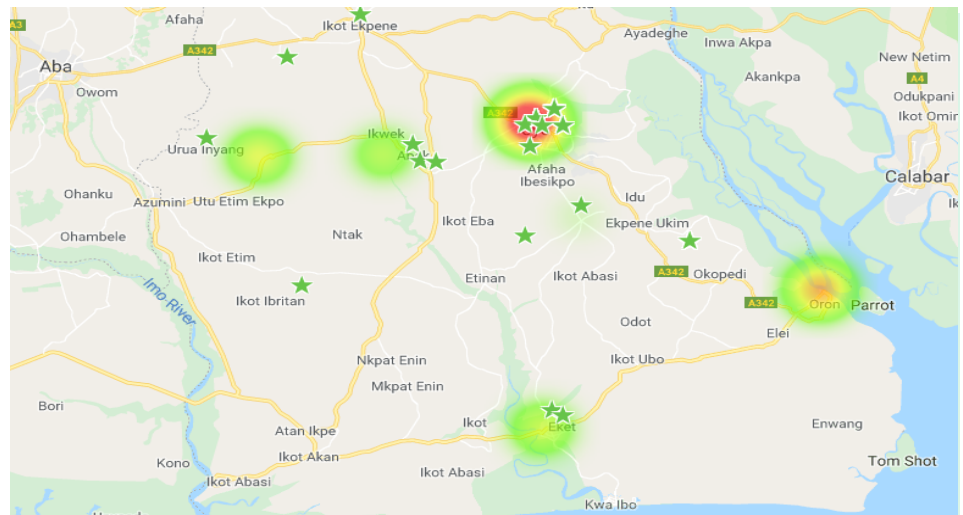 A3
Afaha
Ikot Ekpene
Ayadeghe
Inwa Akpa
New Netim
A342
Aba
Akankpa
A4
Owom
Odukpani
A342
Ikot Omir
Ikwek
Urua Inyang
Afaha
Ibesikpo
Calabar
Ohanku
Azumini
Utu Etim Ekpo
Idu
Ik
Ikot Eba
Ekpene Ukim
Ohambele
Ntak
Ikot Etim
Etinan
Ikot Abasi
A342
Okopedi
Imo River
Ikot Ibritan
A342
Oron
Parrot
Odot
Elei
Nkpat Enin
Ikot Ubo
Mkpat Enin
Bori
Ikot
Eket
Enwang
Atan Ikpe
Kono
Ikot Akan
Ikot Abasi
Tom Shot
Ikot Abasi
Kwa Ibo